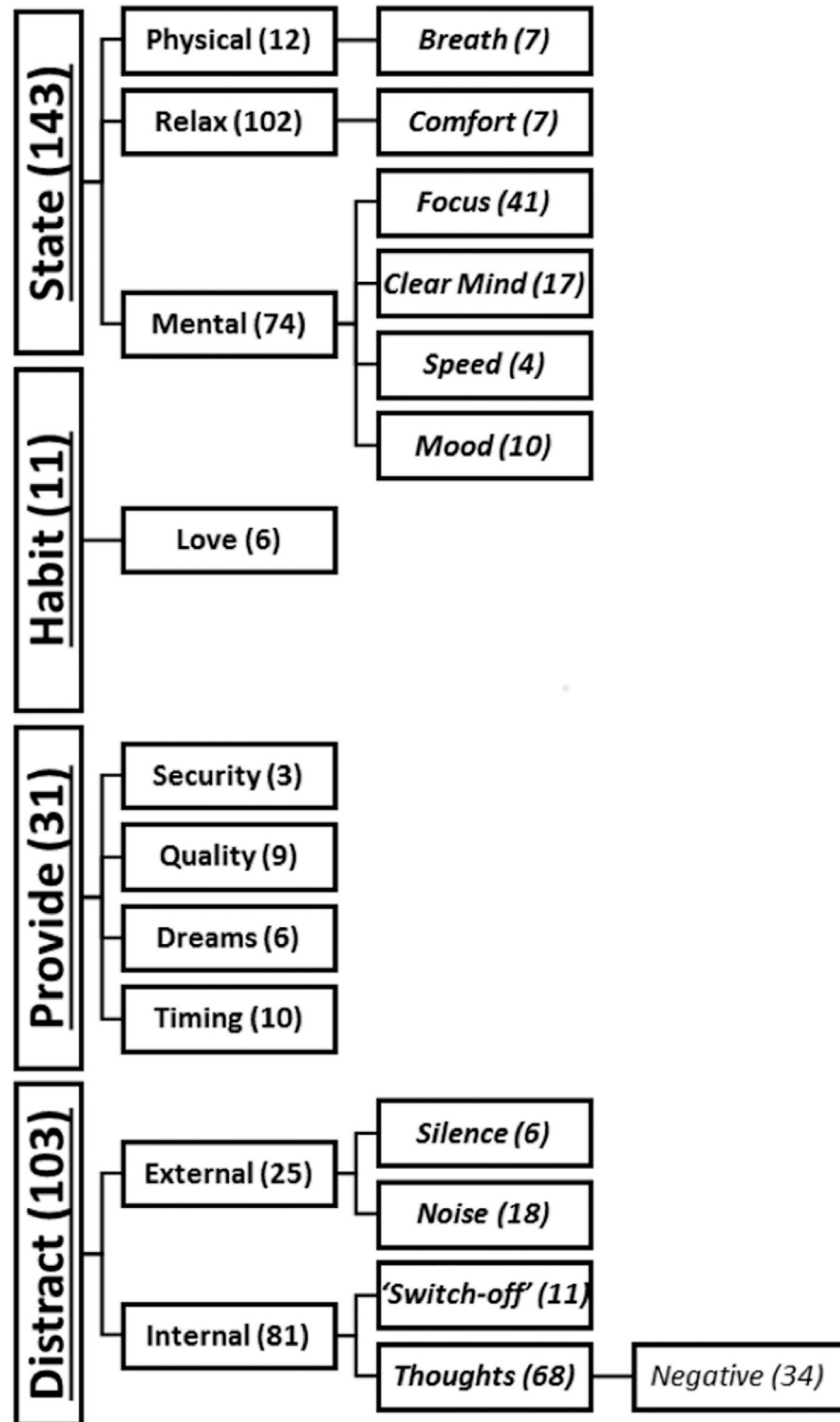 State (143)
Physical (12)
Breath (7)
Relax (102)
Comfort (7)
Mental (74)
Focus (41)
Clear Mind (17)
Speed (4)
Mood (10)
Habit (11)
Love (6)
Provide (31)
Security (3)
Quality (9)
Dreams (6)
Timing (10)
Distract (103)
External (25)
Silence (6)
Noise (18)
Internal (81)
‘Switch-off’ (11)
Thoughts (68)
Negative (34)